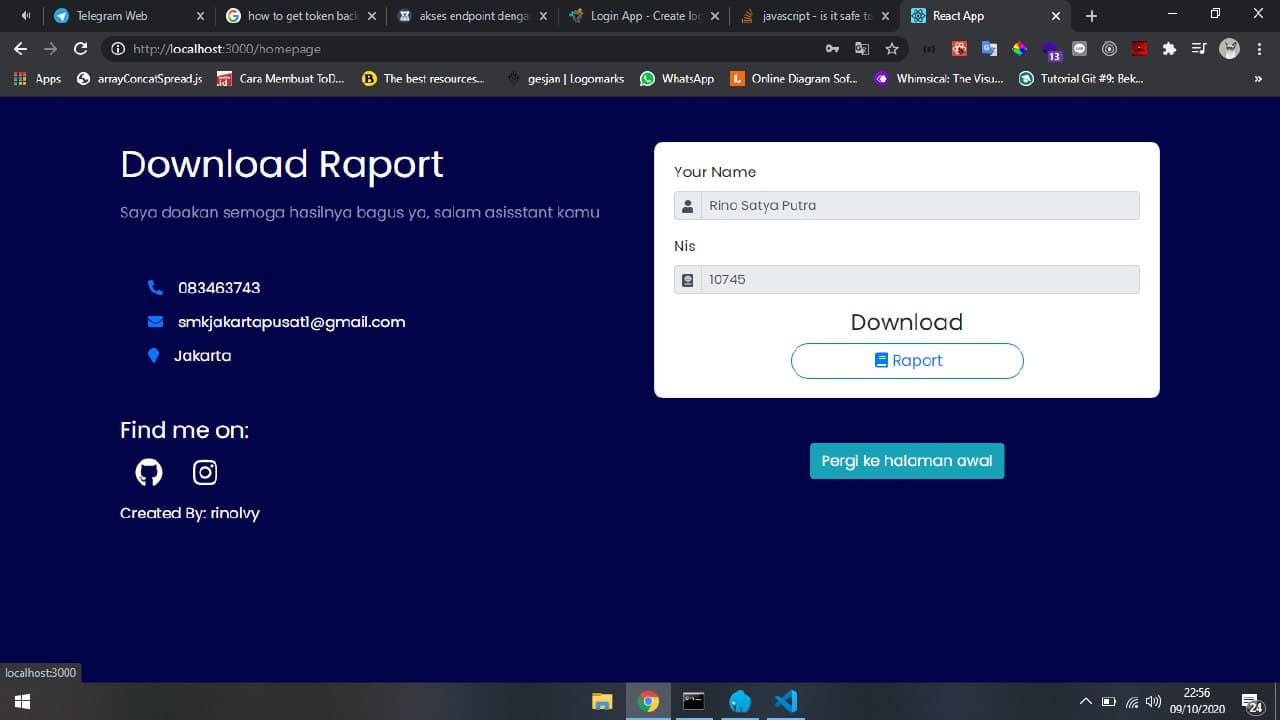 Telegram Web
how to get token back
akses endpoint denga
Login App - Create log
javascript - is it safe to
React App
http://localhost:3000/homepage
13
Apps
arrayConcatSpread.js
Cara Membuat ToD...
The best resources...
gesjan | Logomarks
WhatsApp
Online Diagram Sof...
Whimsical: The Visu...
Tutorial Git #9: Bek...
Download Raport
Saya doakan semoga hasilnya bagus ya, salam asisstant kamu
083463743
smkjakartapusat1@gmail.com
Jakarta
Find me on:
Created By: rinolvy
Your Name
Rino Satya Putra
Nis
10745
Download
Raport
Pergi ke halaman awal
localhost:3000
22:56
09/10/2020
24